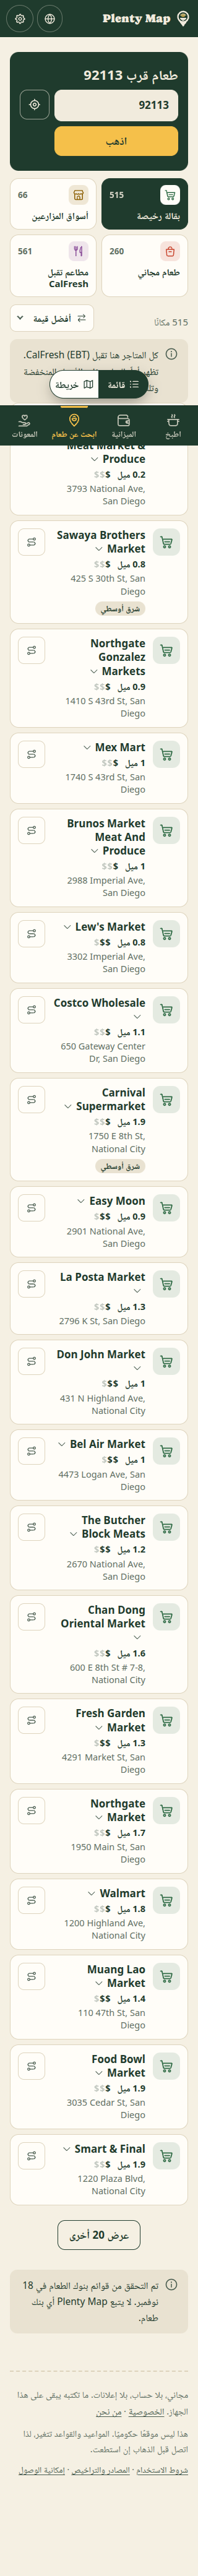 Plenty Map
طعام قرب 92113
92113
اذهب
515
بقالة رخيصة
66
أسواق المزارعين
260
طعام مجاني
561
مطاعم تقبل
CalFresh
515 مكانًا
أفضل قيمة
كل المتاجر هنا تقبل CalFresh (EBT).
قائمة
خريطة
اطبخ
الميزانية
ابحث عن طعام
المعونات
Meat Market &
Produce
0.2 ميل $$$
3793 National Ave,
San Diego
Sawaya Brothers
Market
0.8 ميل $$$
425 S 30th St, San
Diego
شرق أوسطي
Northgate
Gonzalez
Markets
0.9 ميل $$$
1410 S 43rd St, San
Diego
Mex Mart
1 ميل $$$
1740 S 43rd St, San
Diego
Brunos Market
Meat And
Produce
1 ميل $$$
2988 Imperial Ave,
San Diego
Lew's Market
0.8 ميل $$$
3302 Imperial Ave,
San Diego
Costco Wholesale
1.1 ميل $$$
650 Gateway Center
Dr, San Diego
Carnival
Supermarket
1.9 ميل $$$
1750 E 8th St,
National City
شرق أوسطي
Easy Moon
0.9 ميل $$$
2901 National Ave,
San Diego
La Posta Market
1.3 ميل $$$
2796 K St, San Diego
Don John Market
1 ميل $$$
431 N Highland Ave,
National City
Bel Air Market
1 ميل $$$
4473 Logan Ave, San
Diego
The Butcher
Block Meats
1.2 ميل $$$
2670 National Ave,
San Diego
Chan Dong
Oriental Market
1.6 ميل $$$
600 E 8th St # 7-8,
National City
Fresh Garden
Market
1.3 ميل $$$
4291 Market St, San
Diego
Northgate
Market
1.7 ميل $$$
1950 Main St, San
Diego
Walmart
1.8 ميل $$$
1200 Highland Ave,
National City
Muang Lao
Market
1.4 ميل $$$
110 47th St, San
Diego
Food Bowl
Market
1.9 ميل $$$
3035 Cedar St, San
Diego
Smart & Final
1.9 ميل $$$
1220 Plaza Blvd,
National City
عرض 20 أخرى
تم التحقق من قوائم بنوك الطعام في 18
نوفمبر. لا يتبع Plenty Map أي بنك
طعام.
مجاني. بلا حساب. بلا إعلانات. ما تكتبه يبقى على هذا
الجهاز. الخصوصية · من نحن
هذا ليس موقعًا حكوميًا. المواعيد والقواعد تتغير، لذا
اتصل قبل الذهاب إن استطعت.
شروط الاستخدام · المصادر والتراخيص · إمكانية الوصول